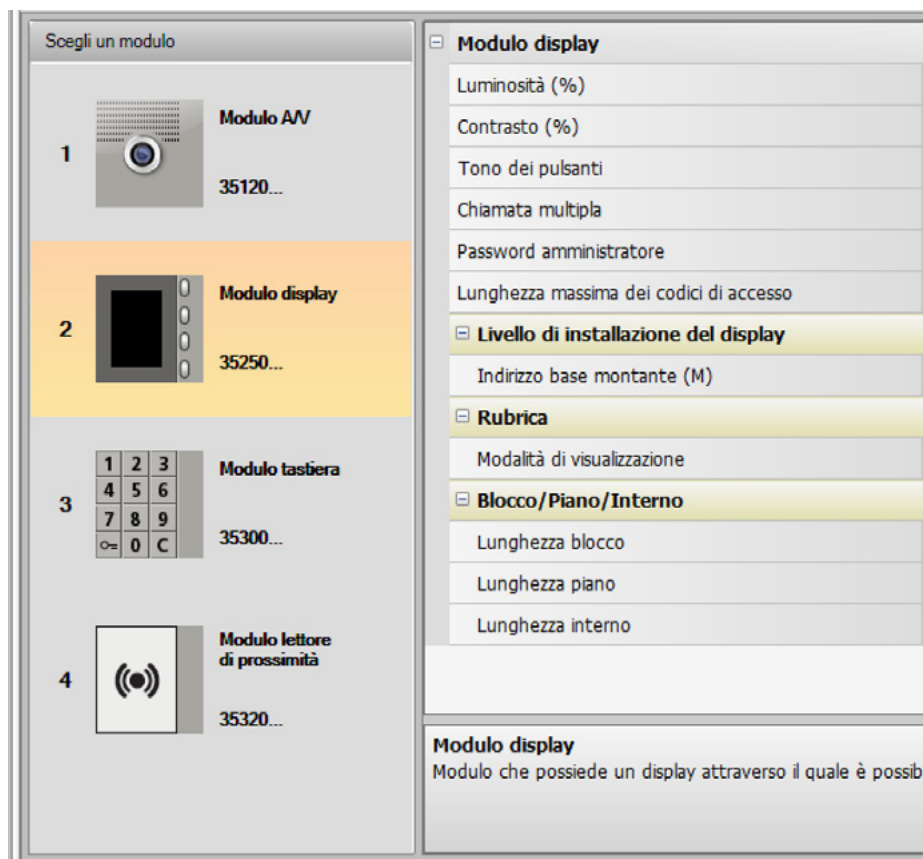 Scegli un modulo
1
Modulo A/V
35120...
2
Modulo display
35250...
3
1 2 3
4 5 6
7 8 9
0 C
Modulo tastiera
35300...
4
Modulo lettore
di prossimità
35320...
Modulo display
Luminosità (%)
Contrasto (%)
Tono dei pulsanti
Chiamata multipla
Password amministratore
Lunghezza massima dei codici di accesso
Livello di installazione del display
Indirizzo base montante (M)
Rubrica
Modalità di visualizzazione
Blocco/Piano/Interno
Lunghezza blocco
Lunghezza piano
Lunghezza interno
Modulo display
Modulo che possiede un display attraverso il quale è possib